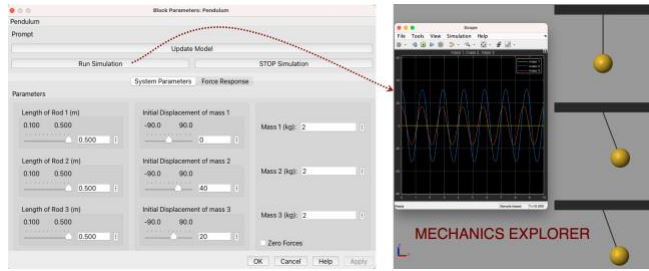 Block Parameters: Pendulum
Pendulum
Prompt
Update Model
Run Simulation
STOP Simulation
System Parameters Force Response
Parameters
Length of Rod 1 (m)
0.100 0.500
0.500
Initial Displacement of mass 1
-90.0 90.0
0
Mass 1 (kg): 2
Length of Rod 2 (m)
0.100 0.500
0.500
Initial Displacement of mass 2
-90.0 90.0
40
Mass 2 (kg): 2
Length of Rod 3 (m)
0.100 0.500
0.500
Initial Displacement of mass 3
-90.0 90.0
20
Mass 3 (kg): 2
Zero Forces
OK Cancel Help Apply
Scope
File Tools View Simulation Help
MECHANICS EXPLORER